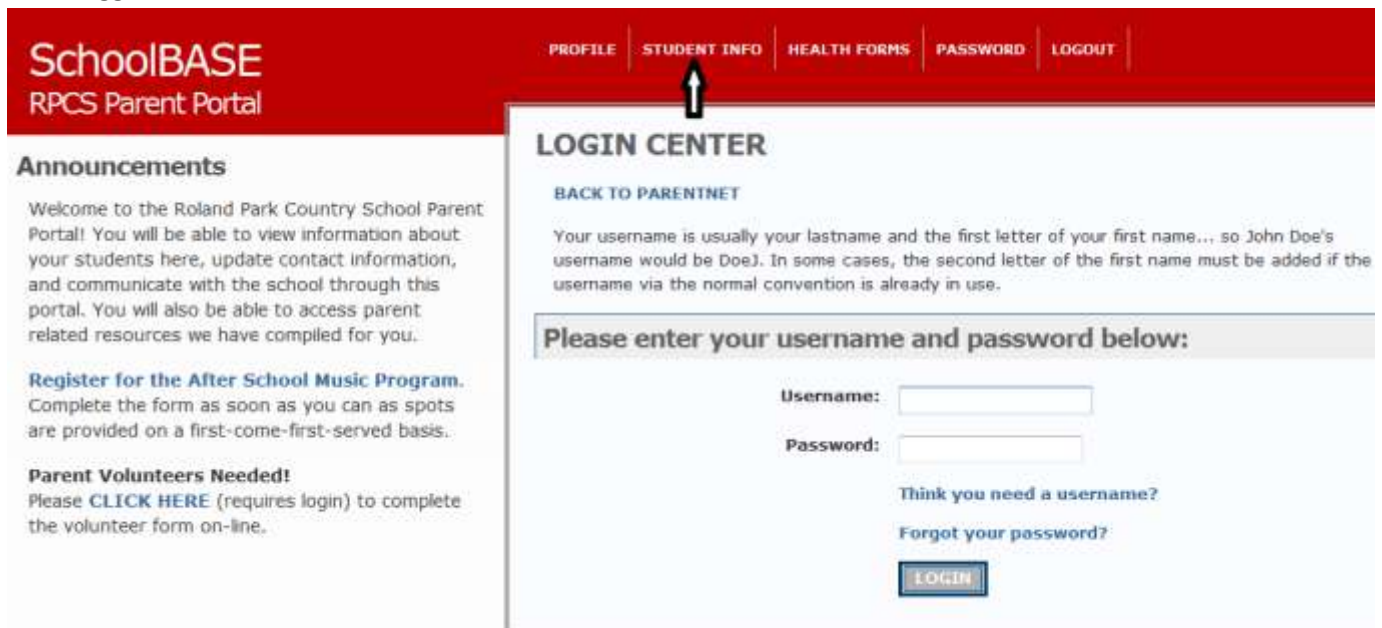 SchoolBASE
RPCS Parent Portal
PROFILE STUDENT INFO HEALTH FORMS PASSWORD LOGOUT
Announcements
Welcome to the Roland Park Country School Parent
Portal! You will be able to view information about
your students here, update contact information,
and communicate with the school through this
portal. You will also be able to access parent
related resources we have compiled for you.
Register for the After School Music Program.
Complete the form as soon as you can as spots
are provided on a first-come-first-served basis.
Parent Volunteers Needed!
Please CLICK HERE (requires login) to complete
the volunteer form on-line.
LOGIN CENTER
BACK TO PARENTNET
Your username is usually your lastname and the first letter of your first name... so John Doe's
username would be DoeJ. In some cases, the second letter of the first name must be added if the
username via the normal convention is already in use.
Please enter your username and password below:
Username:
Password:
Think you need a username?
Forgot your password?
LOGIN